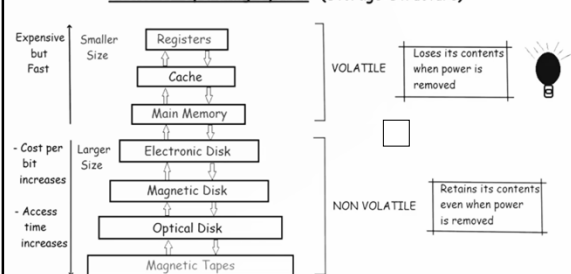 (Storage Structure)
Expensive
but
Fast
Smaller
Size
Registers
Cache
Main Memory
VOLATILE
Loses its contents
when power is
removed
- Cost per
bit
increases
- Access
time
increases
Larger
Size
Electronic Disk
Magnetic Disk
Optical Disk
Magnetic Tapes
NON VOLATILE
Retains its contents
even when power
is removed